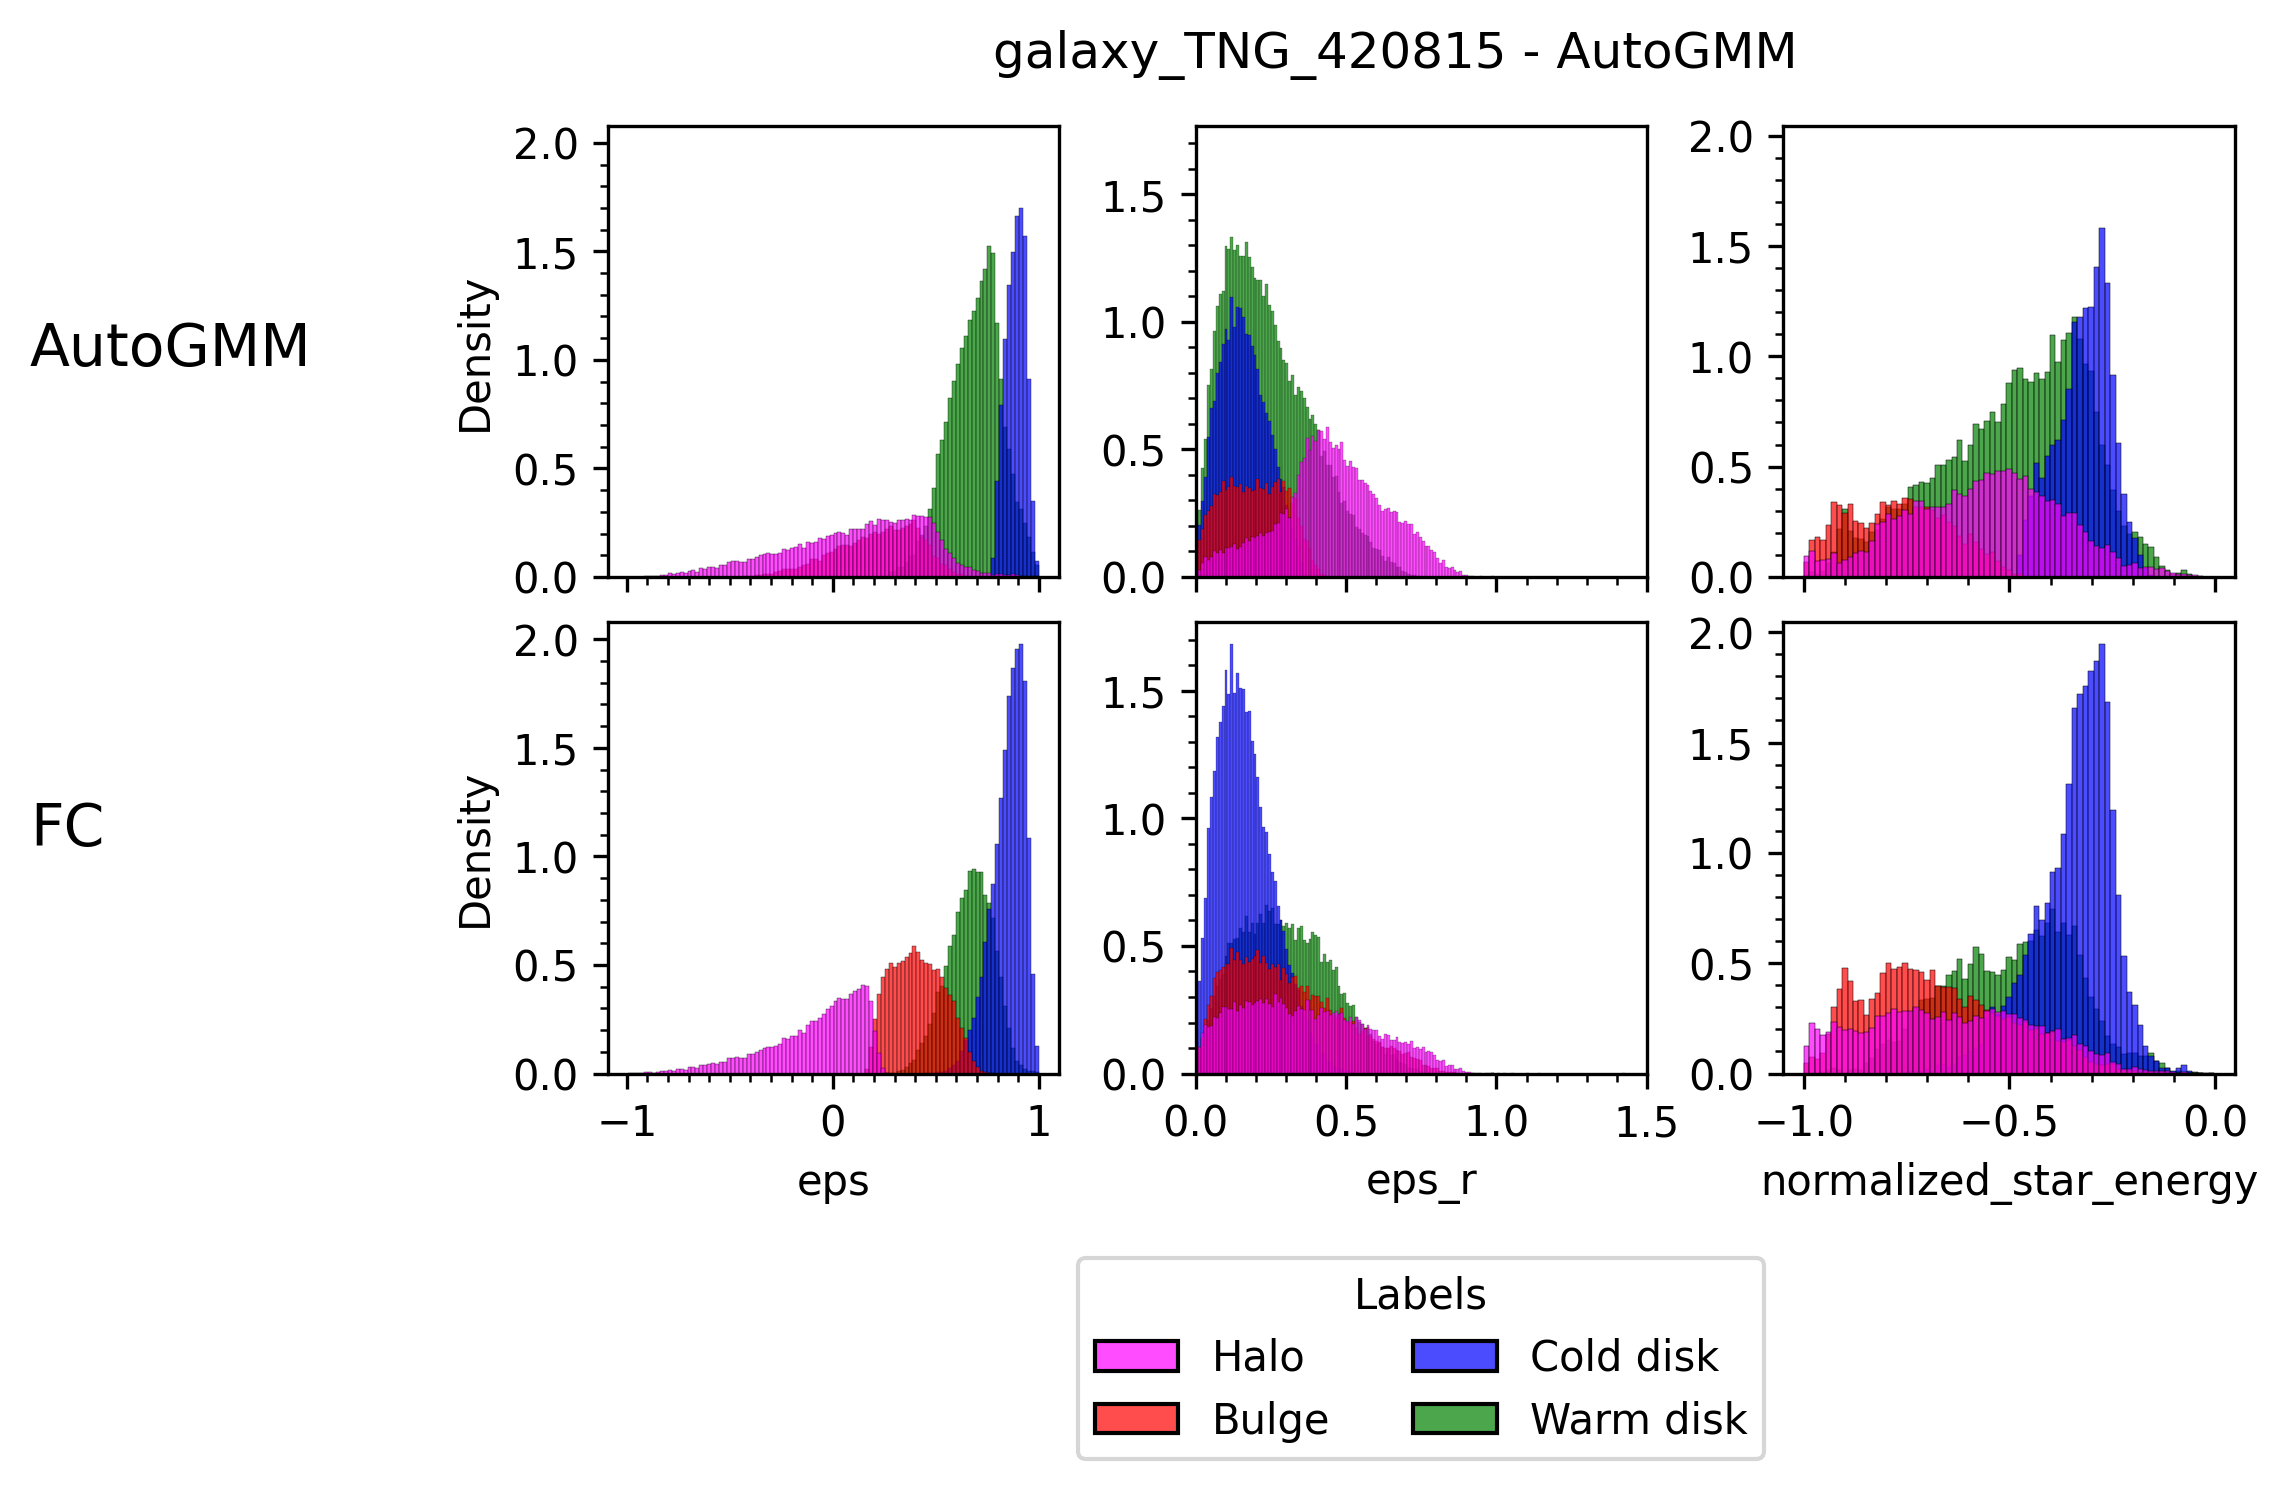 galaxy_TNG_420815 - AutoGMM
AutoGMM
Density
2.0
1.5
1.0
0.5
0.0
1.5
1.0
0.5
0.0
2.0
1.5
1.0
0.5
0.0
FC
Density
2.0
1.5
1.0
0.5
0.0
−1 0 1
eps
1.5
1.0
0.5
0.0
0.0 0.5 1.0 1.5
eps_r
2.0
1.5
1.0
0.5
0.0
−1.0 −0.5 0.0
normalized_star_energy
Labels
Halo
Bulge
Cold disk
Warm disk